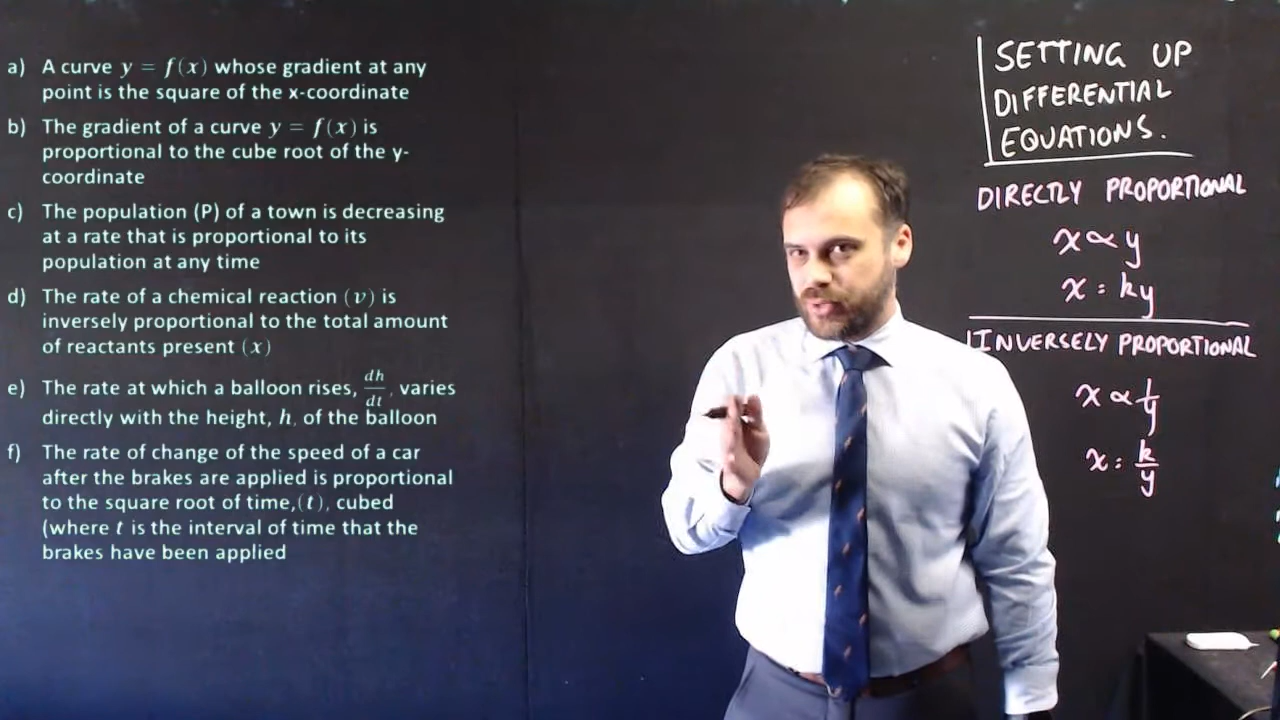 a) A curve y = f(x) whose gradient at any
point is the square of the x-coordinate
b) The gradient of a curve y = f(x) is
proportional to the cube root of the y-
coordinate
c) The population (P) of a town is decreasing
at a rate that is proportional to its
population at any time
d) The rate of a chemical reaction (v) is
inversely proportional to the total amount
of reactants present (x)
e) The rate at which a balloon rises, dh/dt, varies
directly with the height, h, of the balloon
f) The rate of change of the speed of a car
after the brakes are applied is proportional
to the square root of time,(t), cubed
(where t is the interval of time that the
brakes have been applied
SETTING UP
DIFFERENTIAL
EQUATIONS.
DIRECTLY PROPORTIONAL
x ∝ y
x = ky
INVERSELY PROPORTIONAL
x ∝ 1/y
x = k/y